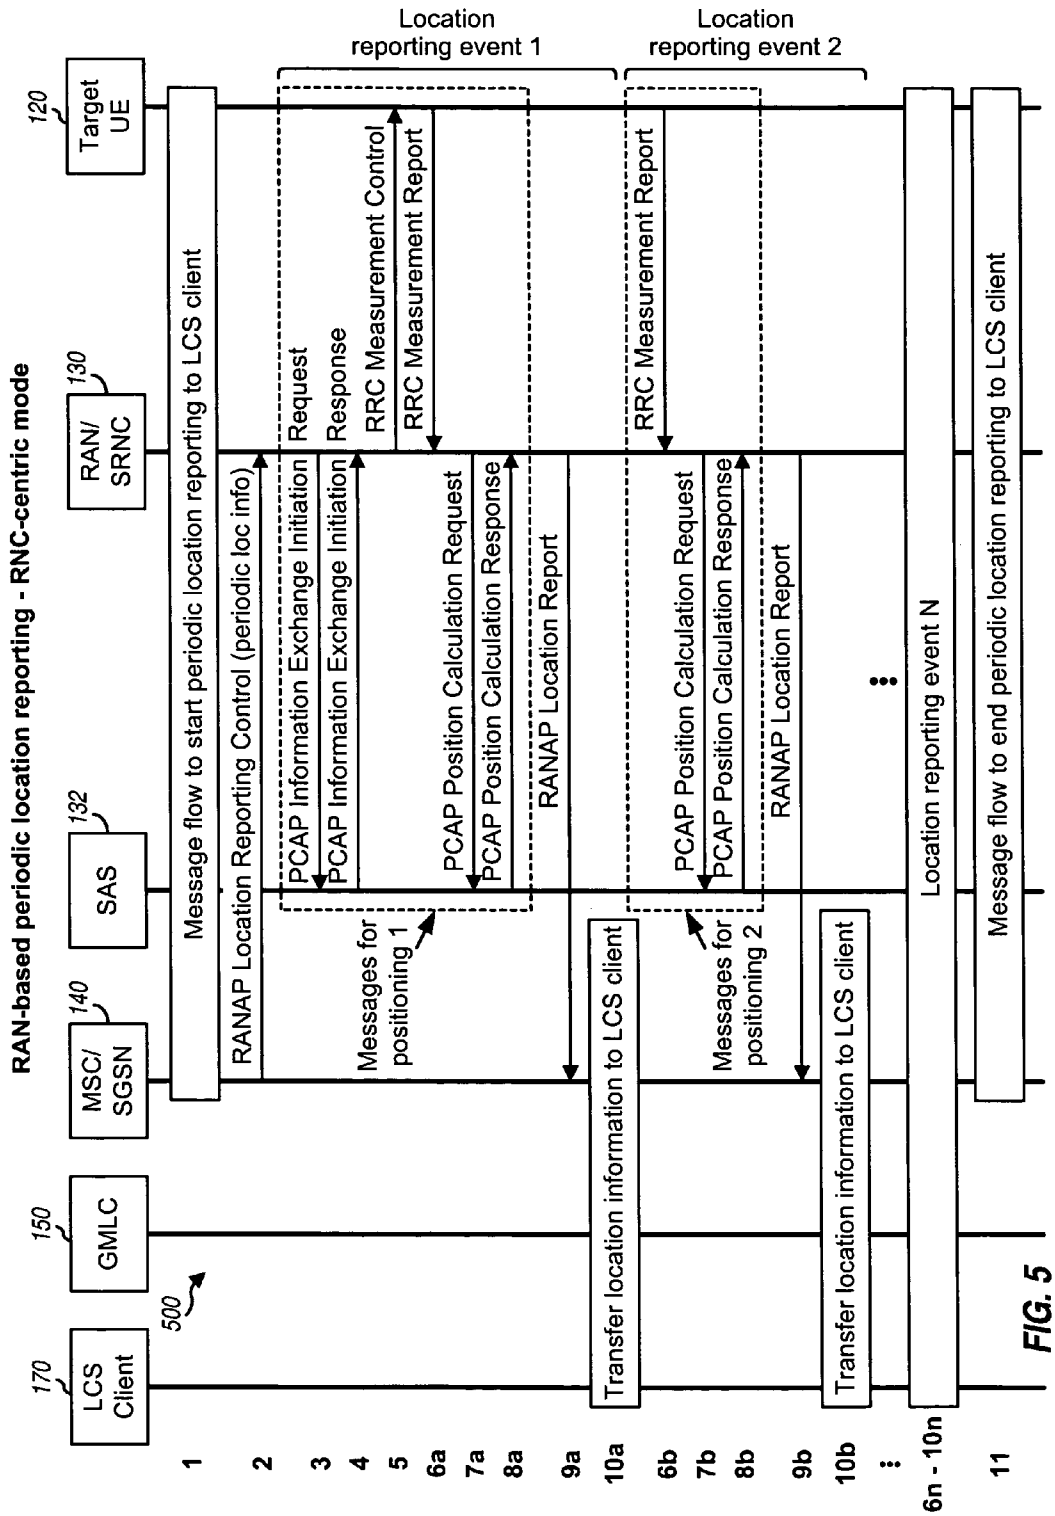 RAN-based periodic location reporting - RNC-centric mode
170
LCS
Client
150
GMLC
140
MSC/
SGSN
132
SAS
130
RAN/
SRNC
120
Target
UE
500
1
Message flow to start periodic location reporting to LCS client
2
RANAP Location Reporting Control (periodic loc info)
3
PCAP Information Exchange Initiation Request
4
PCAP Information Exchange Initiation Response
5
RRC Measurement Control
6a
RRC Measurement Report
7a
PCAP Position Calculation Request
8a
PCAP Position Calculation Response
Messages for
positioning 1
9a
RANAP Location Report
10a
Transfer location information to LCS client
Location
reporting event 1
6b
RRC Measurement Report
7b
PCAP Position Calculation Request
8b
PCAP Position Calculation Response
Messages for
positioning 2
9b
RANAP Location Report
10b
Transfer location information to LCS client
Location
reporting event 2
6n - 10n
Location reporting event N
11
Message flow to end periodic location reporting to LCS client
FIG. 5